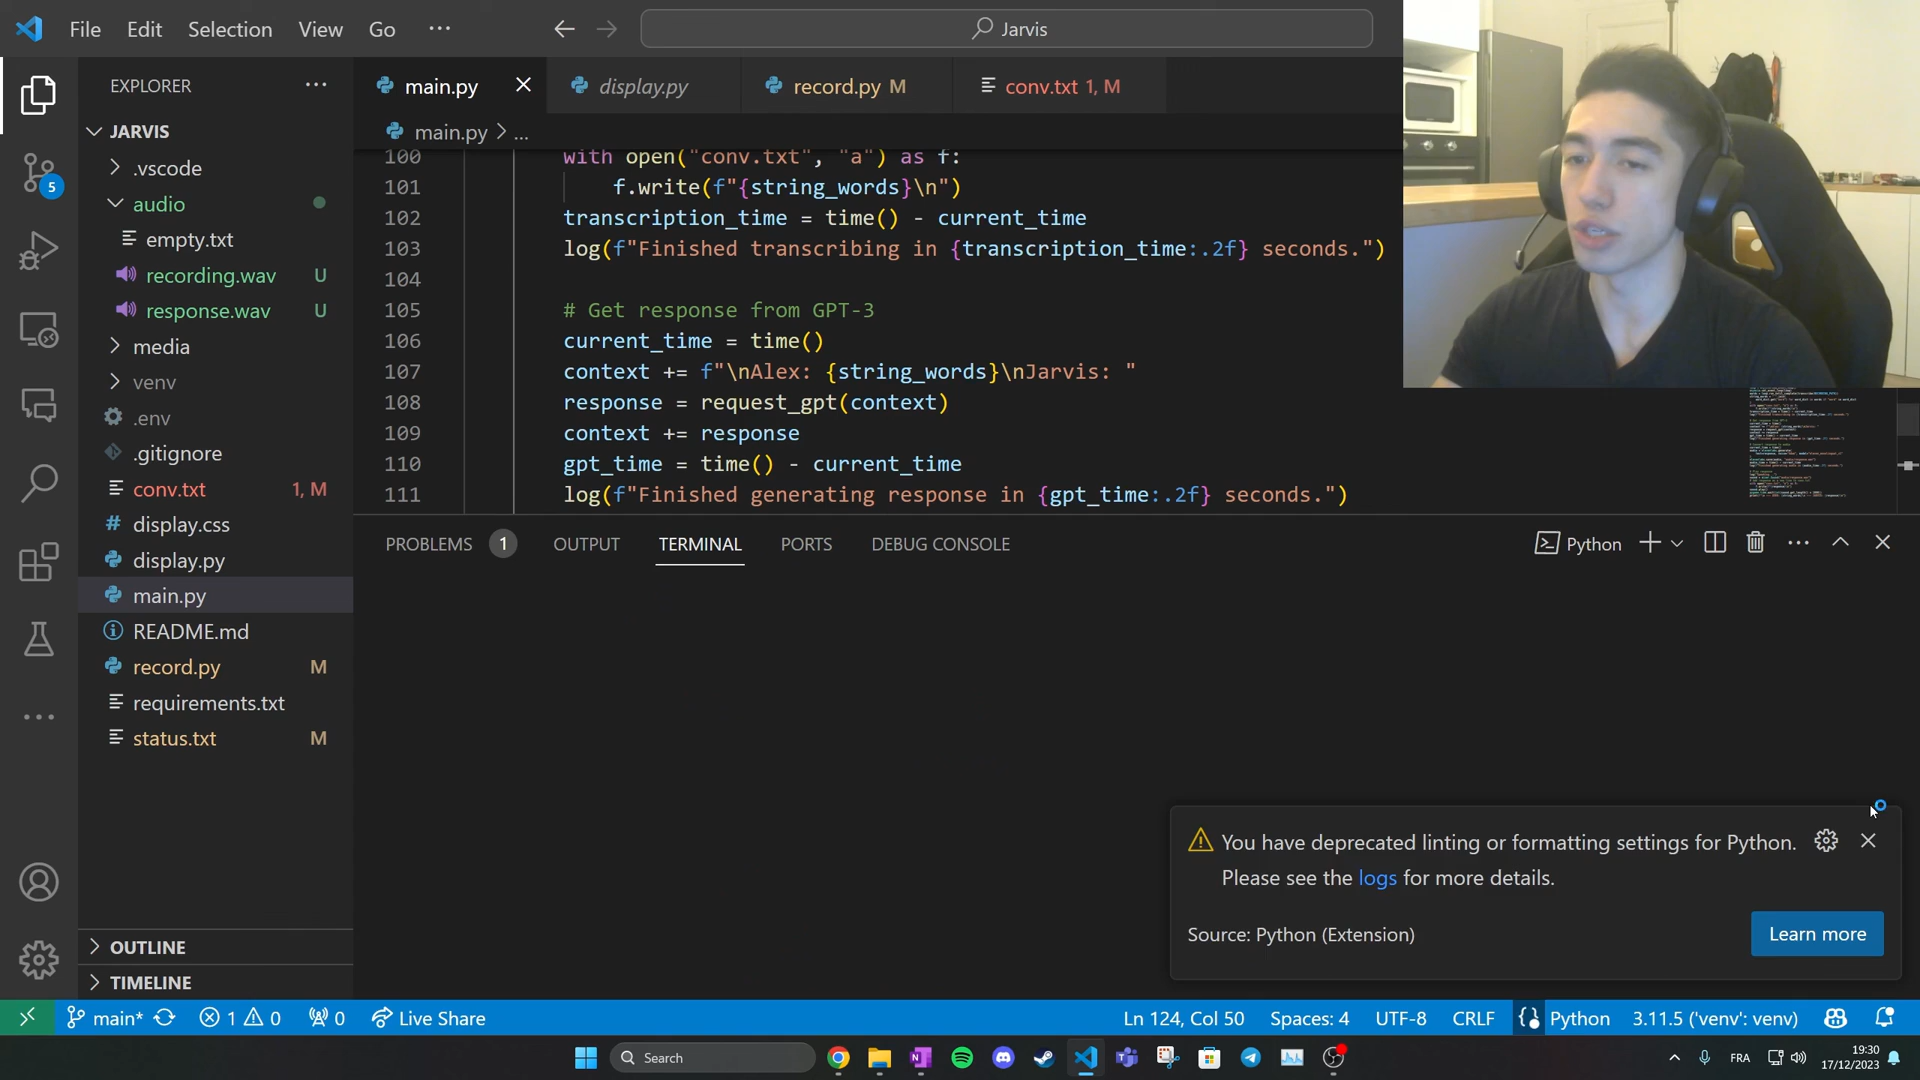 File Edit Selection View Go ···
Jarvis
EXPLORER ···
main.py
display.py
record.py M
conv.txt 1, M
JARVIS
main.py > ...
.vscode
audio
empty.txt
recording.wav U
response.wav U
media
venv
.env
.gitignore
conv.txt 1, M
display.css
display.py
main.py
README.md
record.py M
requirements.txt
status.txt M
OUTLINE
TIMELINE
5
100 with open("conv.txt", "a") as f:
101 f.write(f"{string_words}\n")
102 transcription_time = time() - current_time
103 log(f"Finished transcribing in {transcription_time:.2f} seconds.")
104
105 # Get response from GPT-3
106 current_time = time()
107 context += f"\nAlex: {string_words}\nJarvis: "
108 response = request_gpt(context)
109 context += response
110 gpt_time = time() - current_time
111 log(f"Finished generating response in {gpt_time:.2f} seconds.")
PROBLEMS 1 OUTPUT TERMINAL PORTS DEBUG CONSOLE
Python
You have deprecated linting or formatting settings for Python.
Please see the logs for more details.
Source: Python (Extension)
Learn more
main* 1 0 0 Live Share
Ln 124, Col 50 Spaces: 4 UTF-8 CRLF Python 3.11.5 ('venv': venv)
Search
FRA
19:30
17/12/2023